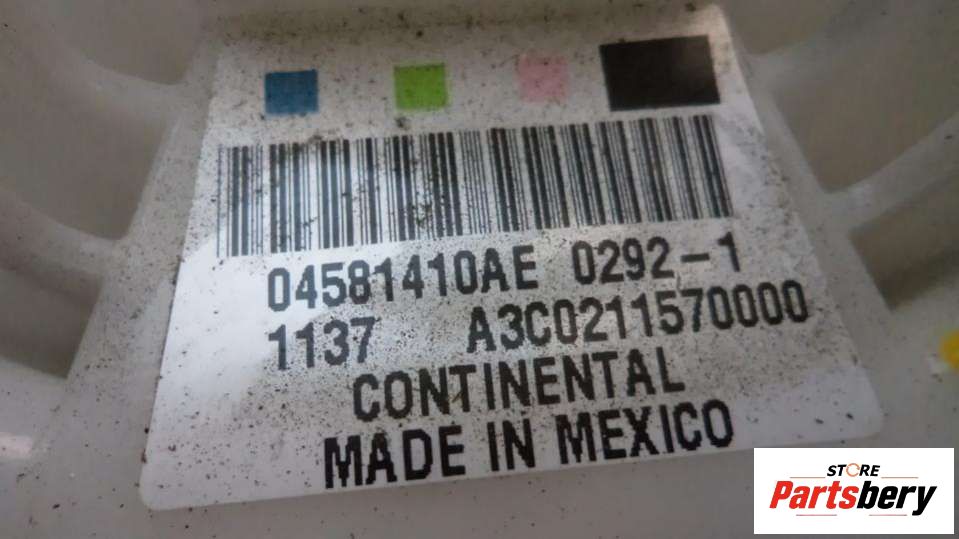 04581410AE 0292-1
1137 A3C0211570000
CONTINENTAL
MADE IN MEXICO
STORE
Partsbery